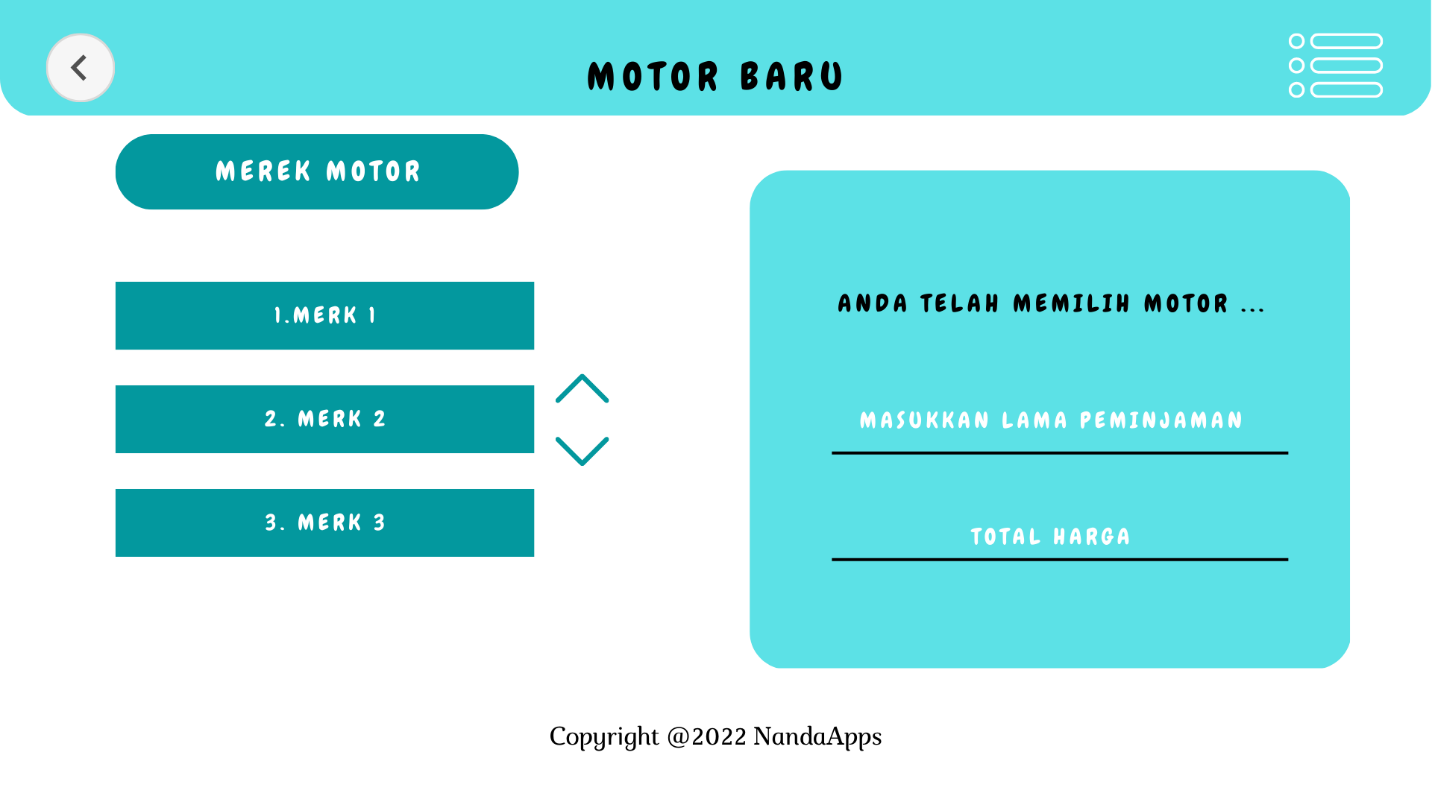 MOTOR BARU
MEREK MOTOR
1.MERK 1
2. MERK 2
3. MERK 3
ANDA TELAH MEMILIH MOTOR ...
MASUKKAN LAMA PEMINJAMAN
TOTAL HARGA
Copyright @2022 NandaApps